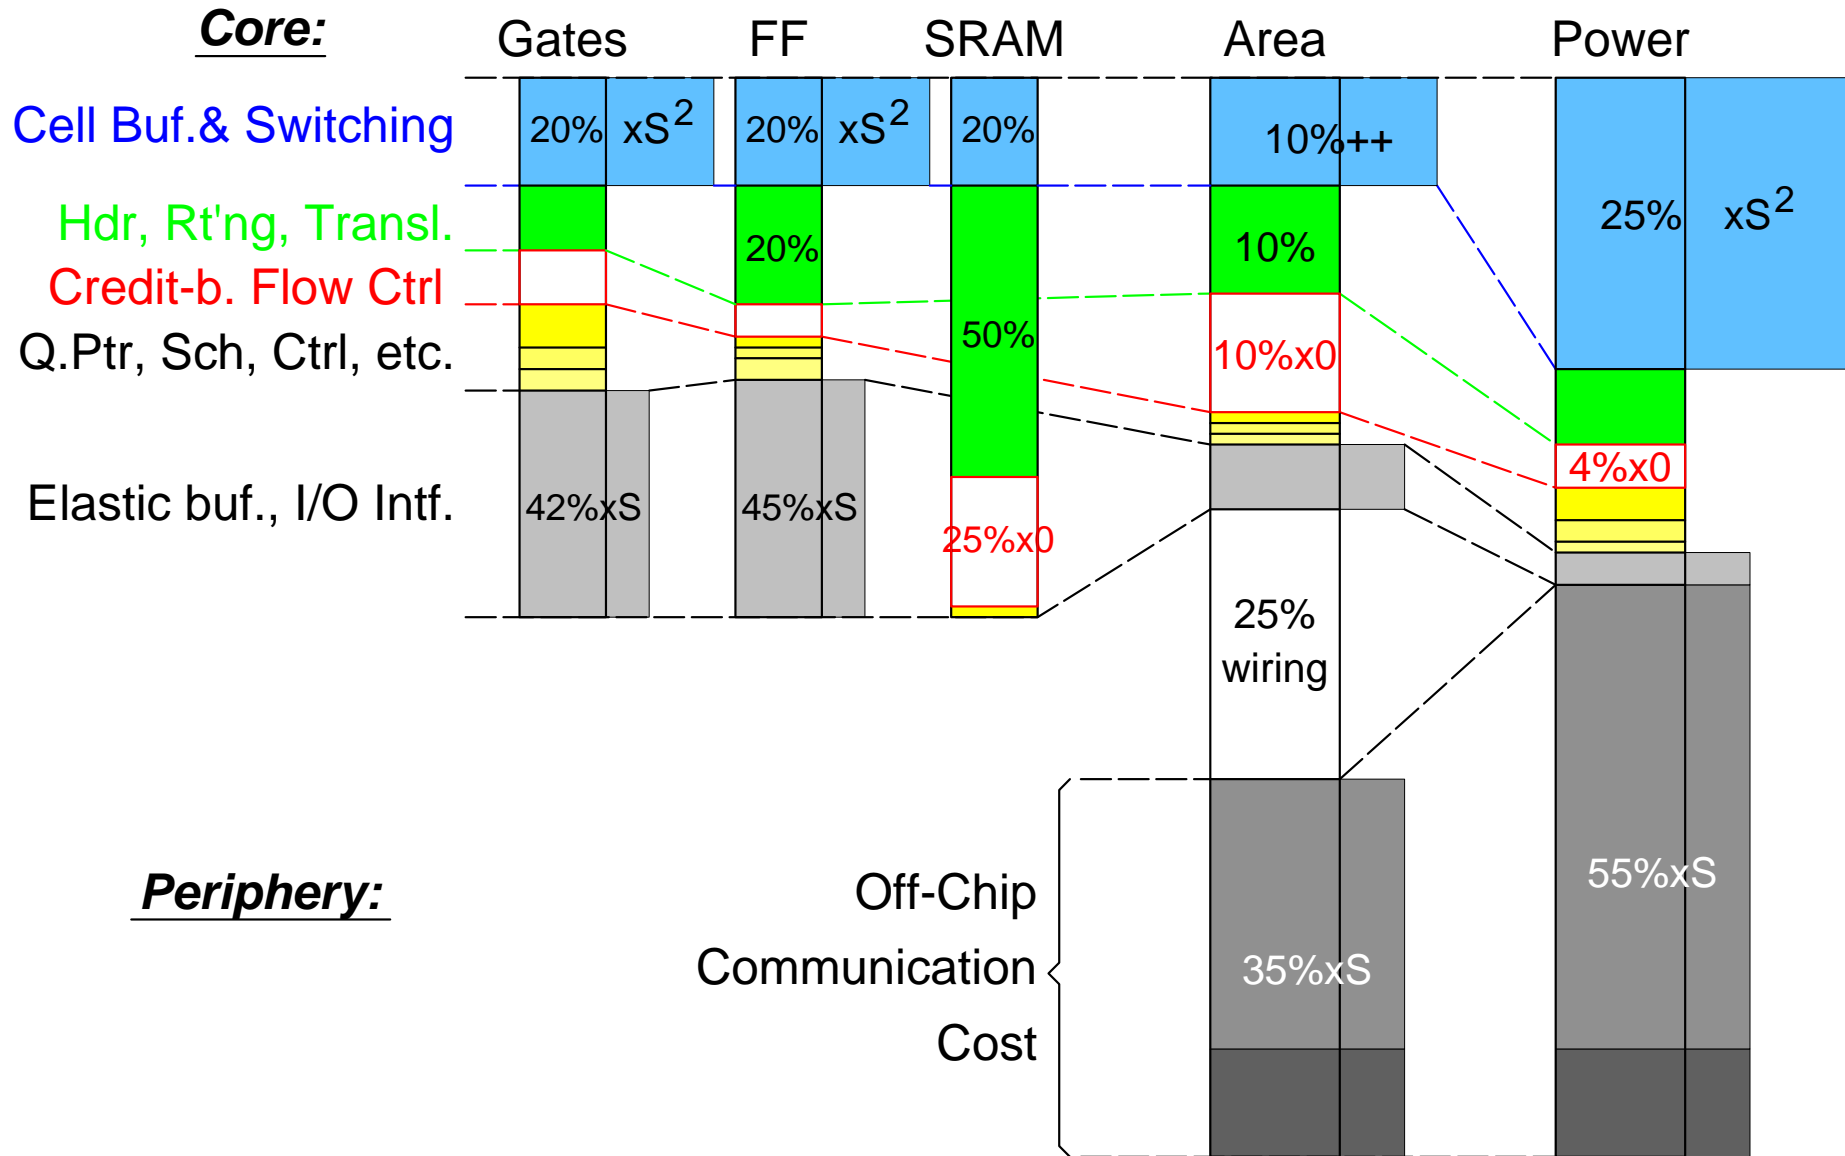 Core:
Gates
FF
SRAM
Area
Power
Cell Buf.& Switching
20%
xS2
20%
xS2
20%
10%++
25%
xS2
Hdr, Rt'ng, Transl.
20%
50%
10%
Credit-b. Flow Ctrl
10%x0
4%x0
Q.Ptr, Sch, Ctrl, etc.
Elastic buf., I/O Intf.
42%xS
45%xS
25%x0
25%
wiring
Periphery:
Off-Chip
Communication
Cost
35%xS
55%xS